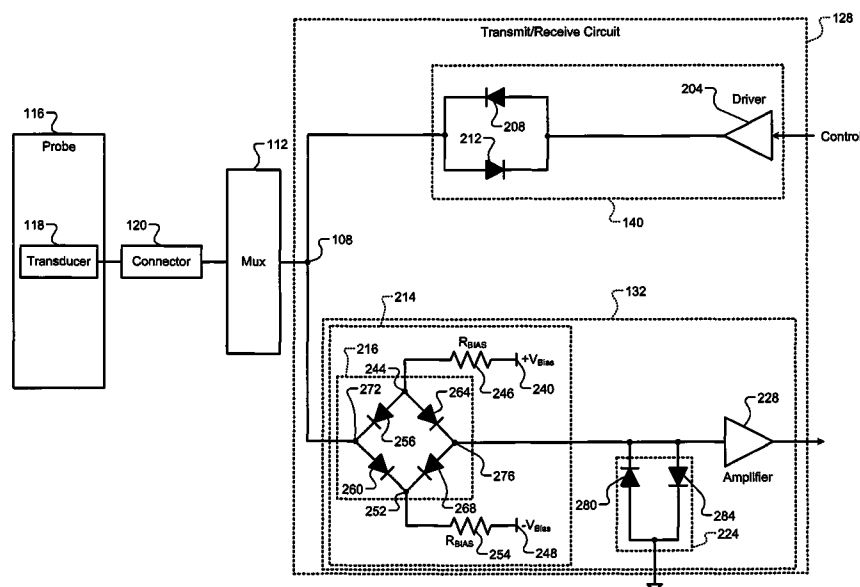 128
Transmit/Receive Circuit
204
Driver
116
Probe
112
208
212
Control
140
118
Transducer
120
Connector
Mux
108
214
132
216
RBIAS
+VBias
244
246
240
272
264
228
256
276
Amplifier
260
268
280
284
252
-VBias
RBIAS
254
248
224